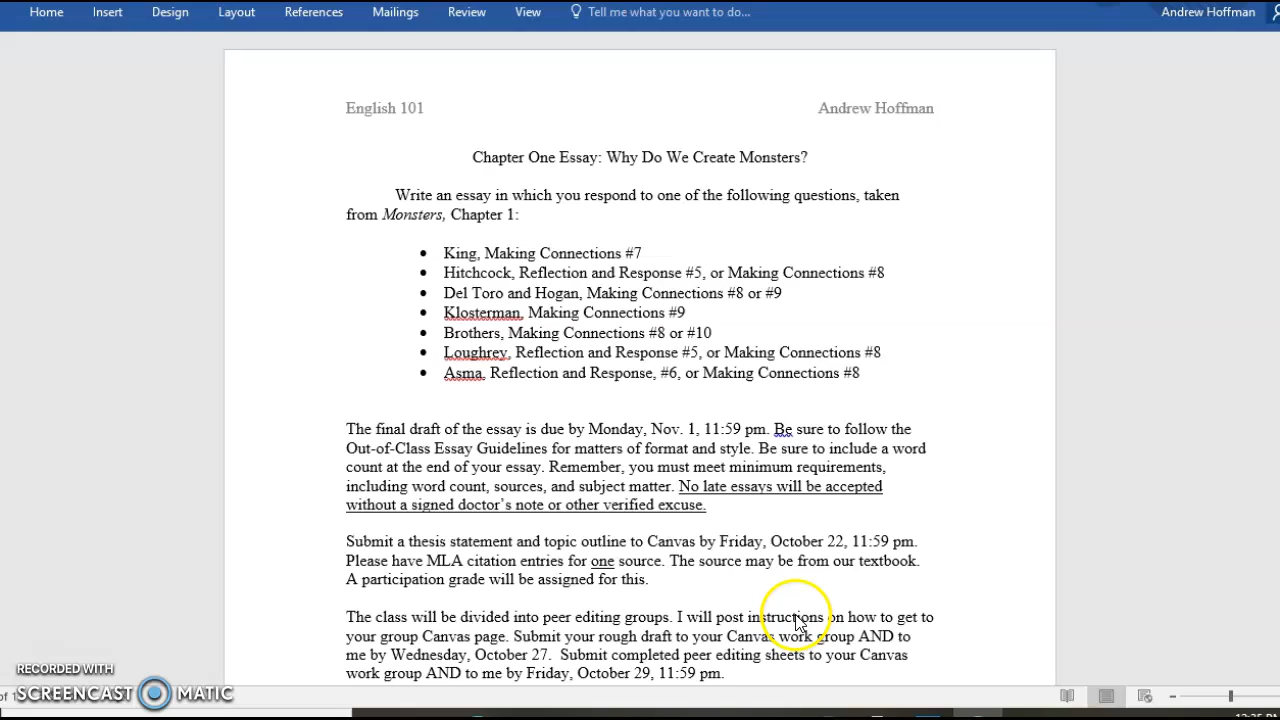 Home Insert Design Layout References Mailings Review View Tell me what you want to do... Andrew Hoffman
English 101 Andrew Hoffman
Chapter One Essay: Why Do We Create Monsters?
Write an essay in which you respond to one of the following questions, taken
from Monsters, Chapter 1:
• King, Making Connections #7
• Hitchcock, Reflection and Response #5, or Making Connections #8
• Del Toro and Hogan, Making Connections #8 or #9
• Klosterman, Making Connections #9
• Brothers, Making Connections #8 or #10
• Loughrey, Reflection and Response #5, or Making Connections #8
• Asma, Reflection and Response, #6, or Making Connections #8
The final draft of the essay is due by Monday, Nov. 1, 11:59 pm. Be sure to follow the
Out-of-Class Essay Guidelines for matters of format and style. Be sure to include a word
count at the end of your essay. Remember, you must meet minimum requirements,
including word count, sources, and subject matter. No late essays will be accepted
without a signed doctor's note or other verified excuse.
Submit a thesis statement and topic outline to Canvas by Friday, October 22, 11:59 pm.
Please have MLA citation entries for one source. The source may be from our textbook.
A participation grade will be assigned for this.
The class will be divided into peer editing groups. I will post instructions on how to get to
your group Canvas page. Submit your rough draft to your Canvas work group AND to
me by Wednesday, October 27. Submit completed peer editing sheets to your Canvas
work group AND to me by Friday, October 29, 11:59 pm.
RECORDED WITH
SCREENCAST MATIC